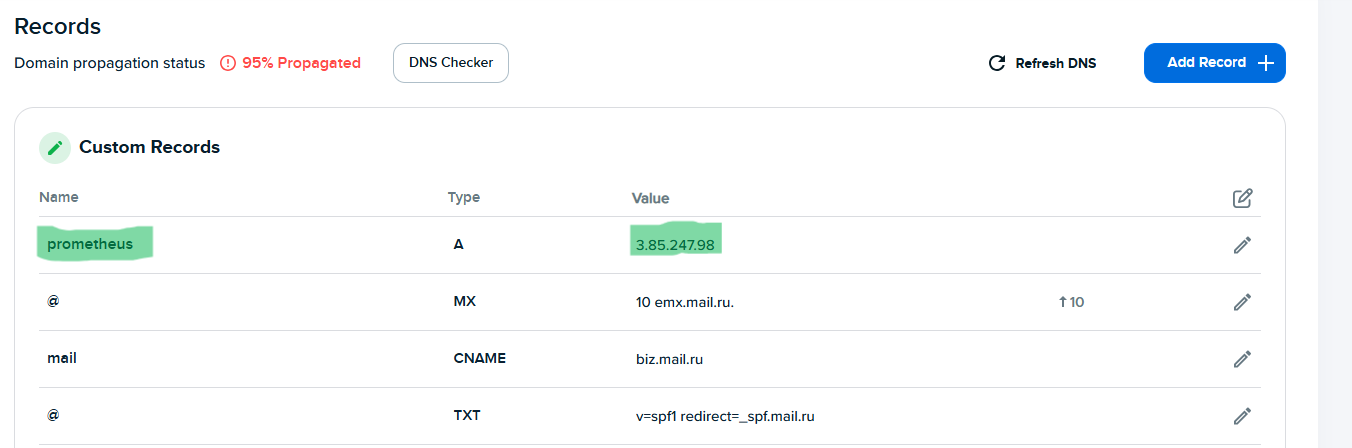 Records
Domain propagation status 95% Propagated DNS Checker Refresh DNS Add Record
Custom Records
Name Type Value
prometheus A 3.85.247.98
@ MX 10 emx.mail.ru. 10
mail CNAME biz.mail.ru
@ TXT v=spf1 redirect=_spf.mail.ru